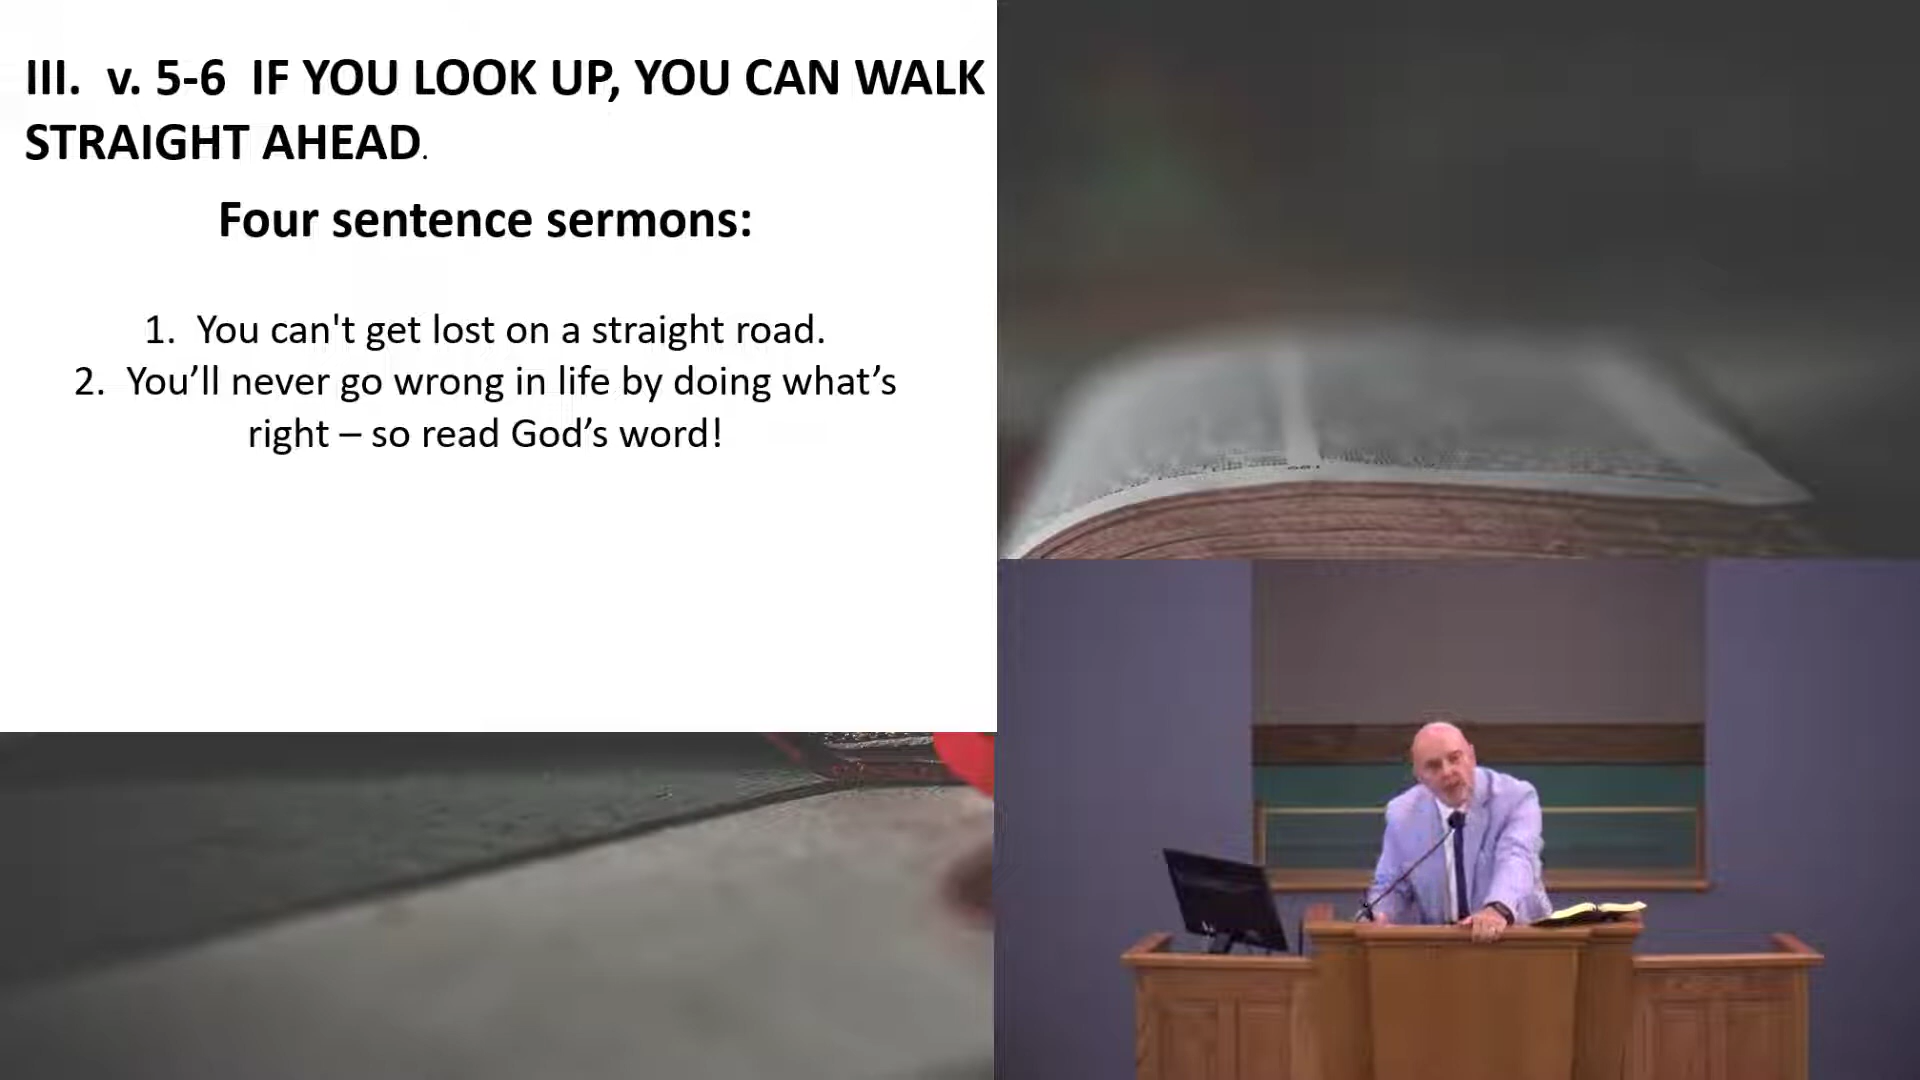 III.  v. 5-6  IF YOU LOOK UP, YOU CAN WALK
STRAIGHT AHEAD.
Four sentence sermons:
1.  You can't get lost on a straight road.
2.  You’ll never go wrong in life by doing what’s
right – so read God’s word!